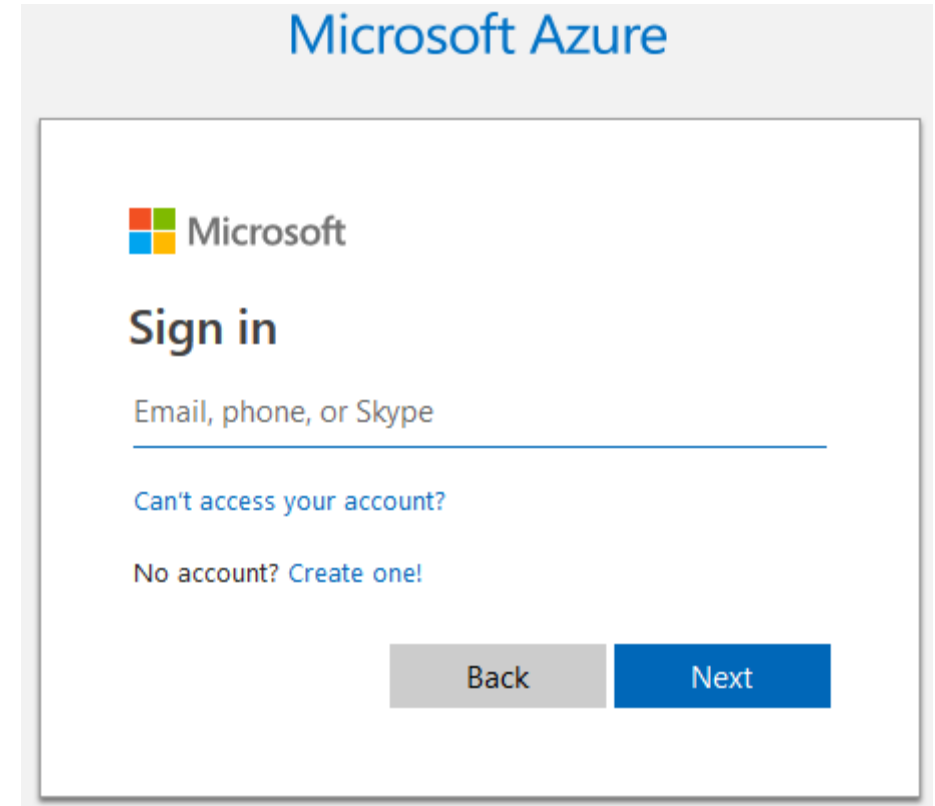 Microsoft Azure
Microsoft
Sign in
Email, phone, or Skype
Can't access your account?
No account? Create one!
Back Next